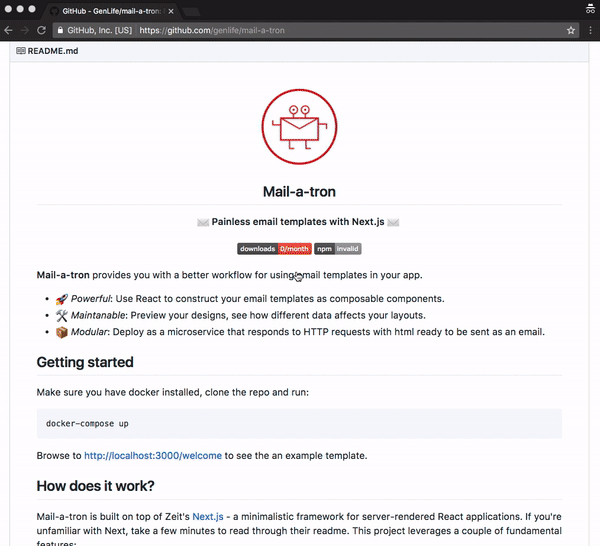 GitHub - GenLife/mail-a-tron:
GitHub, Inc. [US] https://github.com/genlife/mail-a-tron
README.md
Mail-a-tron
Painless email templates with Next.js
downloads 0/month npm invalid
Mail-a-tron provides you with a better workflow for using mail templates in your app.
Powerful: Use React to construct your email templates as composable components.
Maintanable: Preview your designs, see how different data affects your layouts.
Modular: Deploy as a microservice that responds to HTTP requests with html ready to be sent as an email.
Getting started
Make sure you have docker installed, clone the repo and run:
docker-compose up
Browse to http://localhost:3000/welcome to see the an example template.
How does it work?
Mail-a-tron is built on top of Zeit's Next.js - a minimalistic framework for server-rendered React applications. If you're
unfamiliar with Next, take a few minutes to read through their readme. This project leverages a couple of fundamental
features: